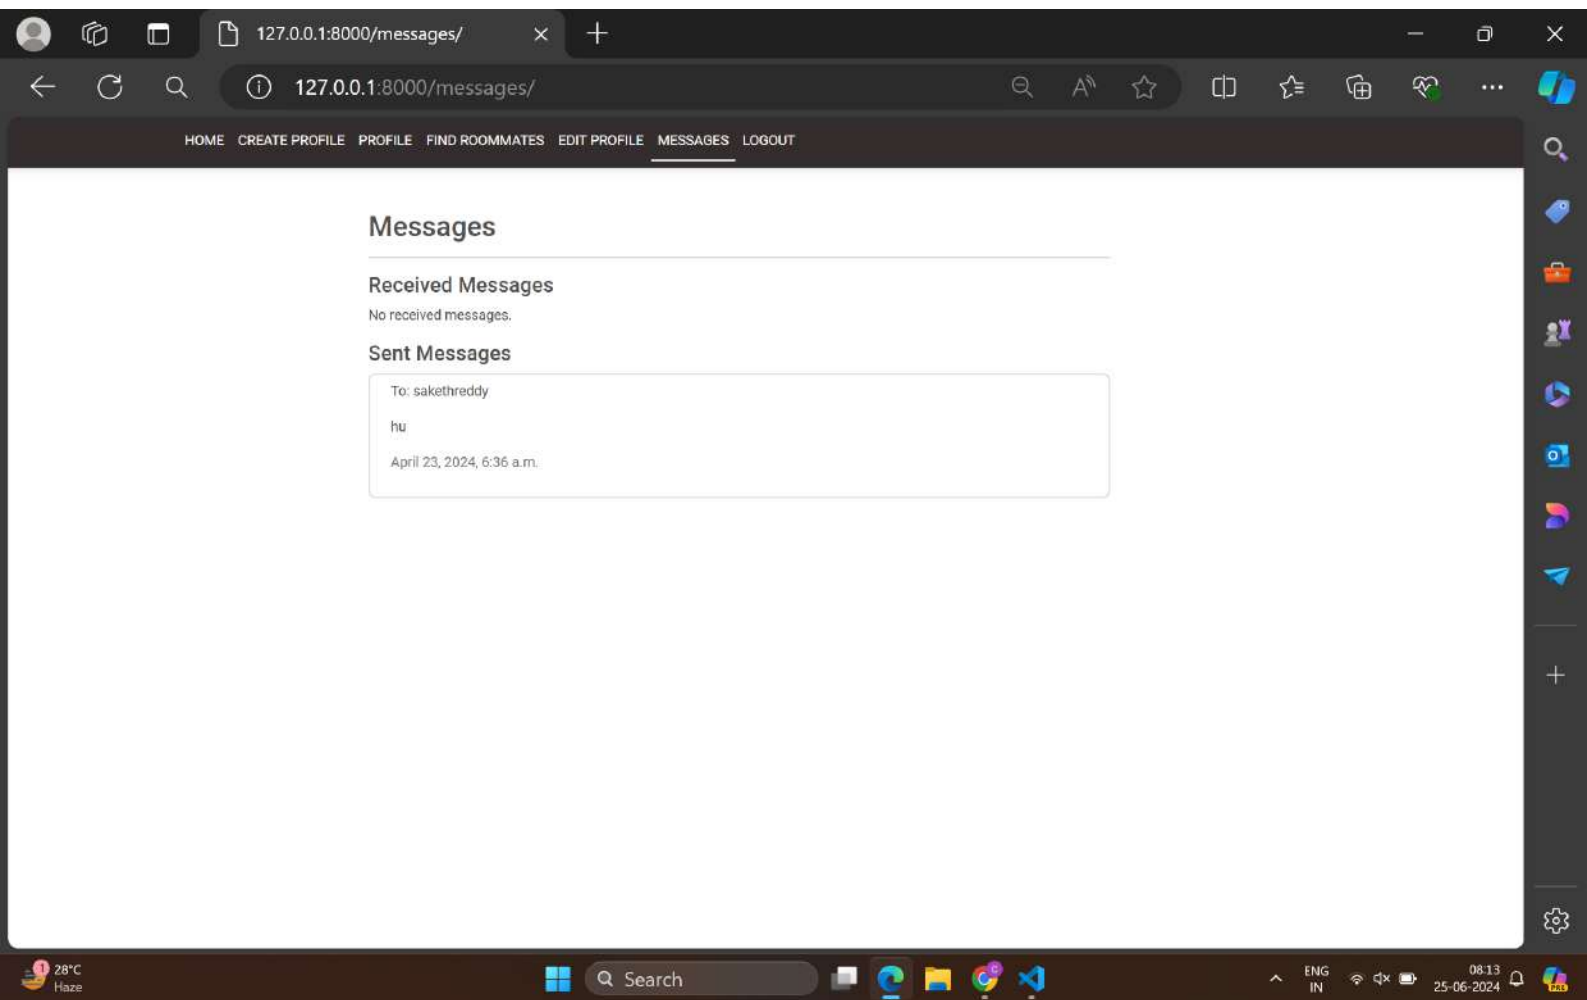 127.0.0.1:8000/messages/
127.0.0.1:8000/messages/
HOME CREATE PROFILE PROFILE FIND ROOMMATES EDIT PROFILE MESSAGES LOGOUT
Messages
Received Messages
No received messages.
Sent Messages
To: sakethreddy
hu
April 23, 2024, 6:36 a.m.
1
28°C
Haze
Search
ENG
IN
08:13
25-06-2024